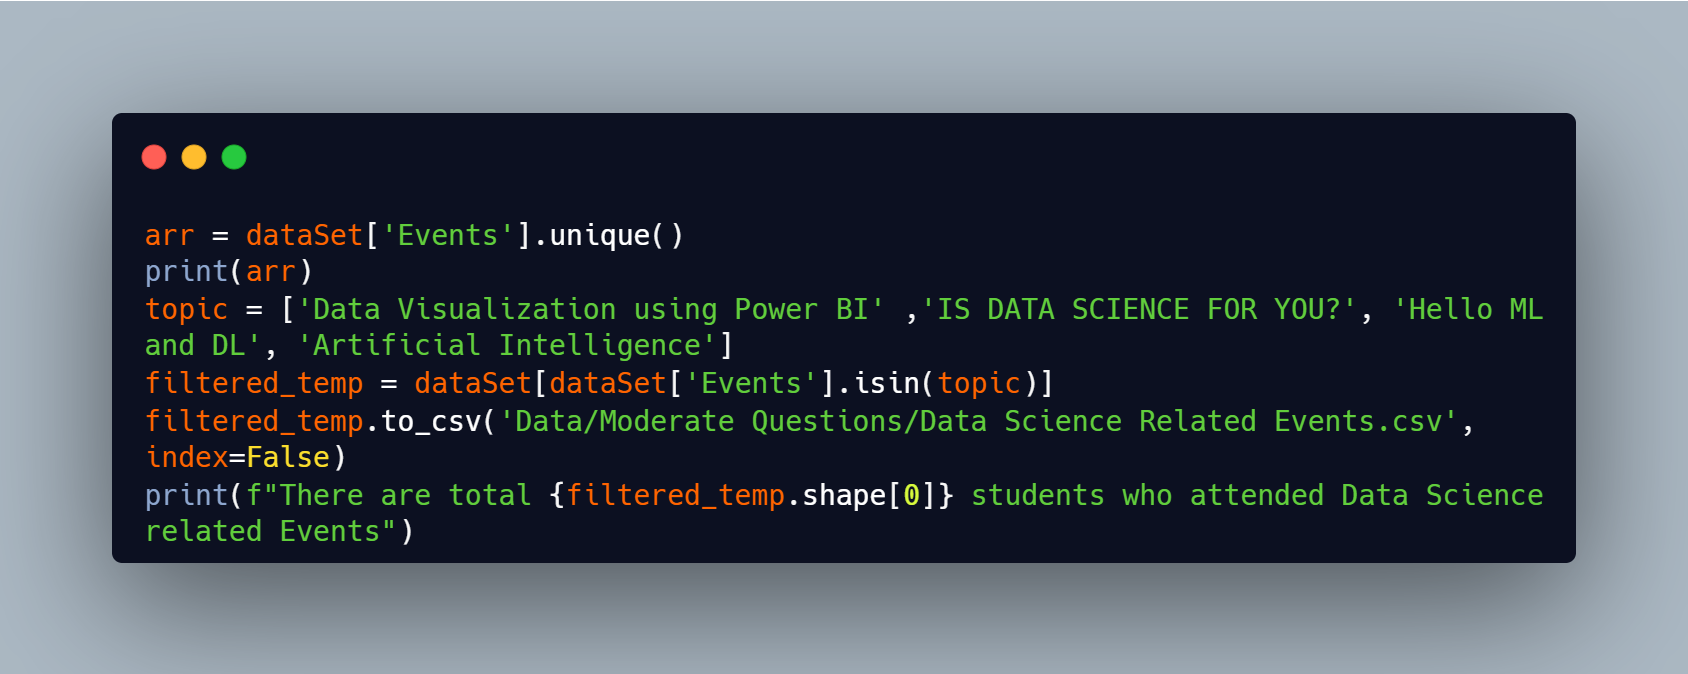 arr = dataSet['Events'].unique()
print(arr)
topic = ['Data Visualization using Power BI' ,'IS DATA SCIENCE FOR YOU?', 'Hello ML
and DL', 'Artificial Intelligence']
filtered_temp = dataSet[dataSet['Events'].isin(topic)]
filtered_temp.to_csv('Data/Moderate Questions/Data Science Related Events.csv',
index=False)
print(f"There are total {filtered_temp.shape[0]} students who attended Data Science
related Events")